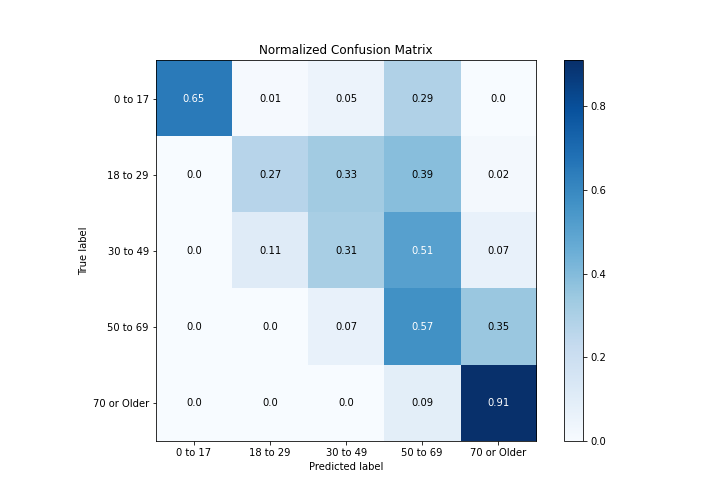 Normalized Confusion Matrix
True label
0 to 17 0.65 0.01 0.05 0.29 0.0
18 to 29 0.0 0.27 0.33 0.39 0.02
30 to 49 0.0 0.11 0.31 0.51 0.07
50 to 69 0.0 0.0 0.07 0.57 0.35
70 or Older 0.0 0.0 0.0 0.09 0.91
0 to 17 18 to 29 30 to 49 50 to 69 70 or Older
Predicted label
0.8
0.6
0.4
0.2
0.0